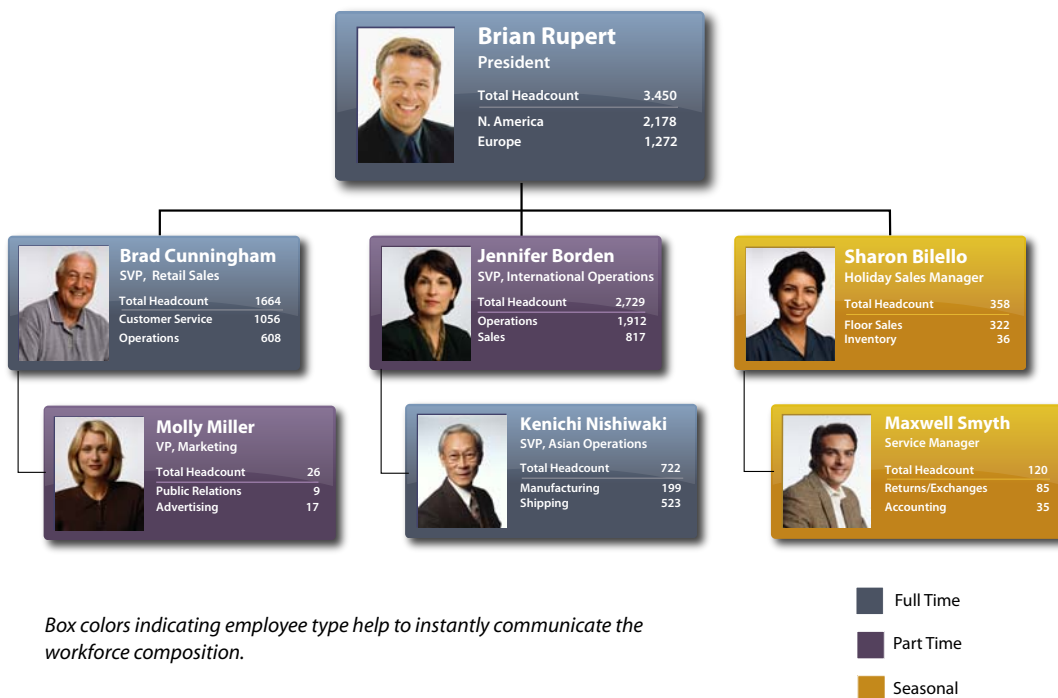 Brian Rupert
President
Total Headcount 3.450
N. America 2,178
Europe 1,272
Brad Cunningham
SVP, Retail Sales
Total Headcount 1664
Customer Service 1056
Operations 608
Jennifer Borden
SVP, International Operations
Total Headcount 2,729
Operations 1,912
Sales 817
Sharon Bilello
Holiday Sales Manager
Total Headcount 358
Floor Sales 322
Inventory 36
Molly Miller
VP, Marketing
Total Headcount 26
Public Relations 9
Advertising 17
Kenichi Nishiwaki
SVP, Asian Operations
Total Headcount 722
Manufacturing 199
Shipping 523
Maxwell Smyth
Service Manager
Total Headcount 120
Returns/Exchanges 85
Accounting 35
Box colors indicating employee type help to instantly communicate the
workforce composition.
Full Time
Part Time
Seasonal